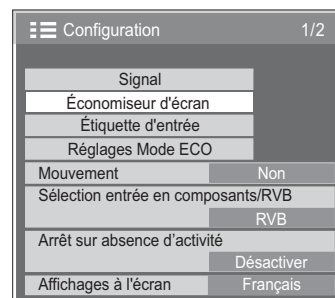 Configuration 1/2
Signal
Économiseur d'écran
Étiquette d'entrée
Réglages Mode ECO
Mouvement Non
Sélection entrée en composants/RVB
RVB
Arrêt sur absence d'activité
Désactiver
Affichages à l'écran Français